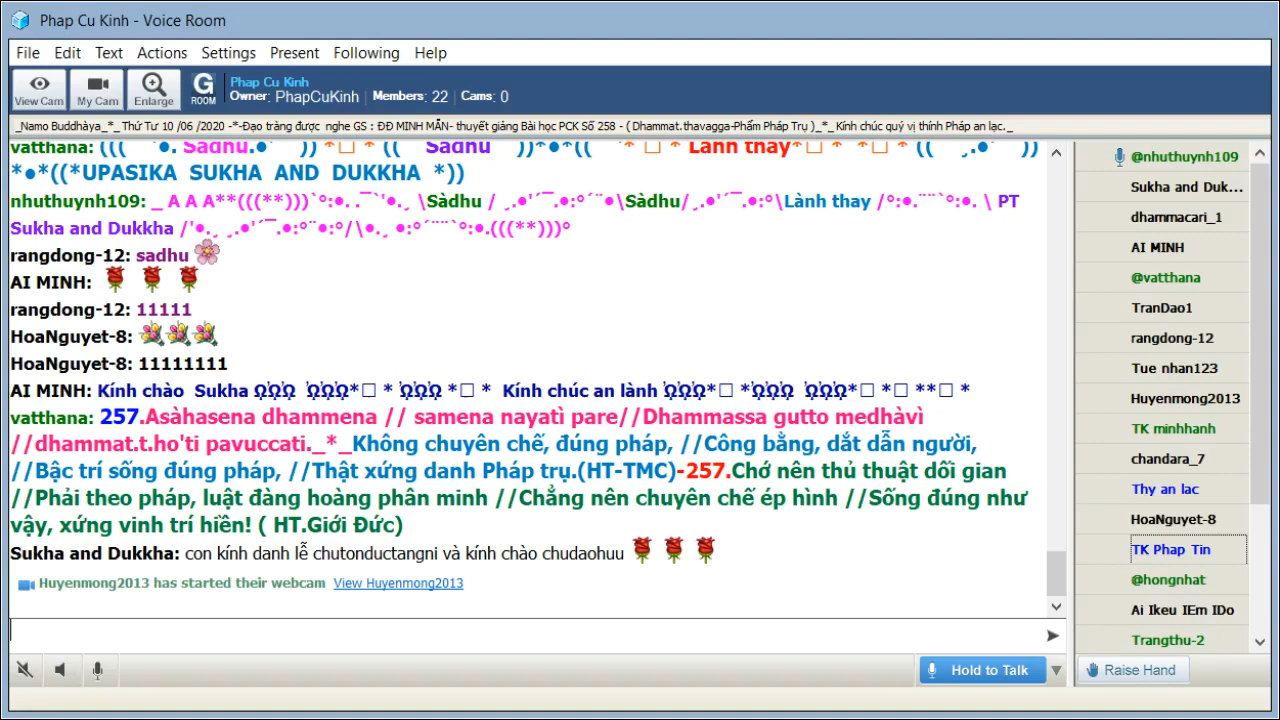 Phap Cu Kinh - Voice Room
File Edit Text Actions Settings Present Following Help
View Cam My Cam Enlarge G ROOM
Phap Cu Kinh
Owner: PhapCuKinh Members: 22 Cams: 0
_Namo Buddhàya_*_ Thứ Tư 10 /06 /2020 -*-Đạo tràng được nghe GS : ĐĐ MINH MẪN- thuyết giảng Bài học PCK Số 258 - ( Dhammat.thavagga-Phẩm Pháp Trụ )_*_ Kính chúc quý vị thính Pháp an lạc._
vatthana: ((( ´•. Sadhu.•´ )) *□ * (( Sadhu ))*•*(( ´* □ * Lành thay*□ * *□ * (( ¸.•´ ))
*•*((*UPASIKA SUKHA AND DUKKHA *))
nhuthuynh109: _ A A A**(((**)))`°:•. .¯`'•.¸ \Sàdhu / ¸.•'´¯.•:°´¨•\Sàdhu/¸.•'´¯.•:°\Lành thay /°:•.¨¨`°:•. \ PT
Sukha and Dukkha /'•.¸ ¸.•'´¯.•:°¨•:°/\•.¸ •:°´¨¨`°:•.(((**)))°
rangdong-12: sadhu
AI MINH:
rangdong-12: 11111
HoaNguyet-8:
HoaNguyet-8: 11111111
AI MINH: Kính chào Sukha ῺῺῺ ῺῺῺ*□ * ῺῺῺ *□ * Kính chúc an lành ῺῺῺ*□ *ῺῺῺ ῺῺῺ*□ *□ **□ *
vatthana: 257.Asàhasena dhammena // samena nayatì pare//Dhammassa gutto medhàvì
//dhammat.t.ho'ti pavuccati._*_Không chuyên chế, đúng pháp, //Công bằng, dắt dẫn người,
//Bậc trí sống đúng pháp, //Thật xứng danh Pháp trụ.(HT-TMC)-257.Chớ nên thủ thuật dối gian
//Phải theo pháp, luật đàng hoàng phân minh //Chẳng nên chuyên chế ép hình //Sống đúng như
vậy, xứng vinh trí hiền! ( HT.Giới Đức)
Sukha and Dukkha: con kính danh lễ chutonductangni và kính chào chudaohuu
Huyenmong2013 has started their webcam View Huyenmong2013
Hold to Talk
@nhuthuynh109
Sukha and Duk...
dhammacari_1
AI MINH
@vatthana
TranDao1
rangdong-12
Tue nhan123
Huyenmong2013
TK minhhanh
chandara_7
Thy an lac
HoaNguyet-8
TK Phap Tin
@hongnhat
Ai Ikeu IEm IDo
Trangthu-2
Raise Hand